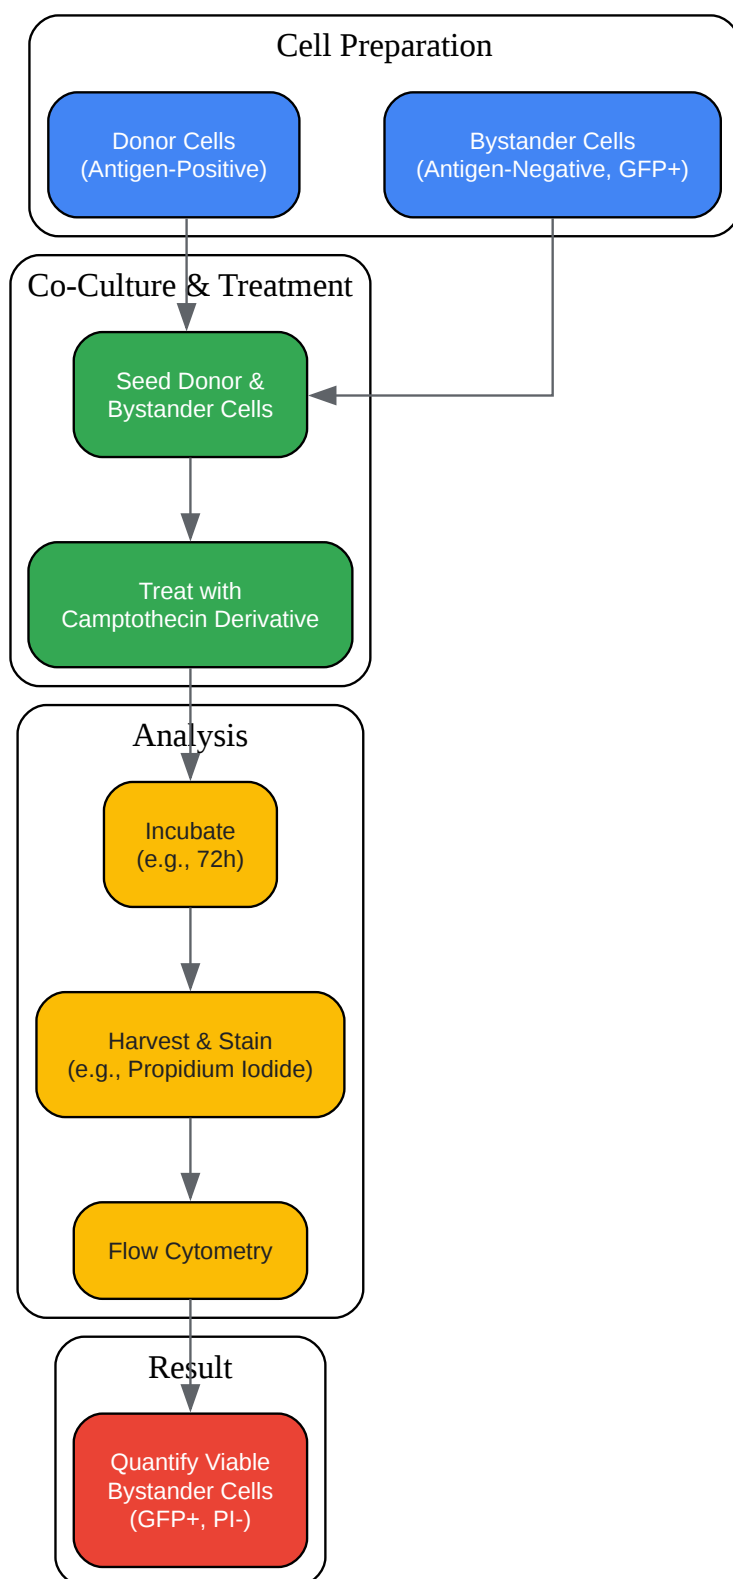 Cell Preparation
Donor Cells
(Antigen-Positive)
Bystander Cells
(Antigen-Negative, GFP+)
Co-Culture & Treatment
Seed Donor &
Bystander Cells
Treat with
Camptothecin Derivative
Analysis
Incubate
(e.g., 72h)
Harvest & Stain
(e.g., Propidium Iodide)
Flow Cytometry
Result
Quantify Viable
Bystander Cells
(GFP+, PI-)